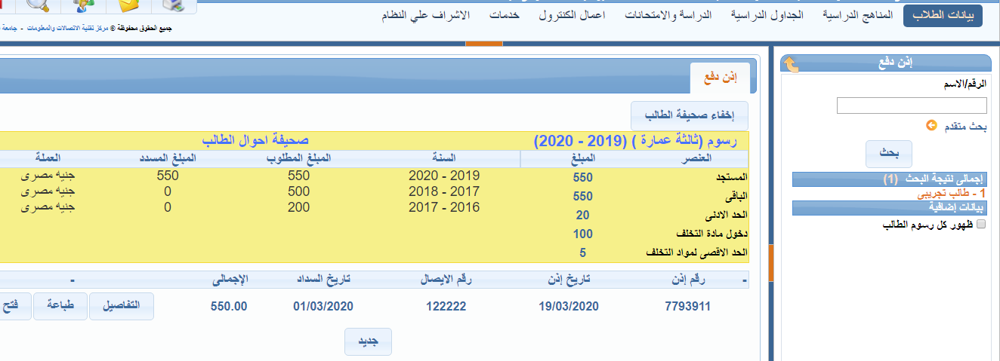 بيانات الطلاب المناهج الدراسية الجداول الدراسية الدراسة والامتحانات اعمال الكنترول خدمات الاشراف علي النظام
جميع الحقوق محفوظة © مركز تقنية الاتصالات والمعلومات - جامعة
إذن دفع
الرقم/الاسم
بحث متقدم
بحث
إجمالى نتيجة البحث (1)
1 - طالب تجريبى
بيانات إضافية
ظهور كل رسوم الطالب
إذن دفع
إخفاء صحيفة الطالب
رسوم (ثالثة عمارة ) (2019 - 2020)
العنصر المبلغ
المستجد 550
الباقى 550
الحد الادنى 20
دخول مادة التخلف 100
الحد الاقصى لمواد التخلف 5
صحيفة احوال الطالب
السنة المبلغ المطلوب المبلغ المسدد العملة
2019 - 2020 550 550 جنيه مصرى
2017 - 2018 500 0 جنيه مصرى
2016 - 2017 200 0 جنيه مصرى
- رقم إذن تاريخ إذن رقم الايصال تاريخ السداد الإجمالى -
7793911 19/03/2020 122222 01/03/2020 550.00 التفاصيل طباعة فتح
جديد